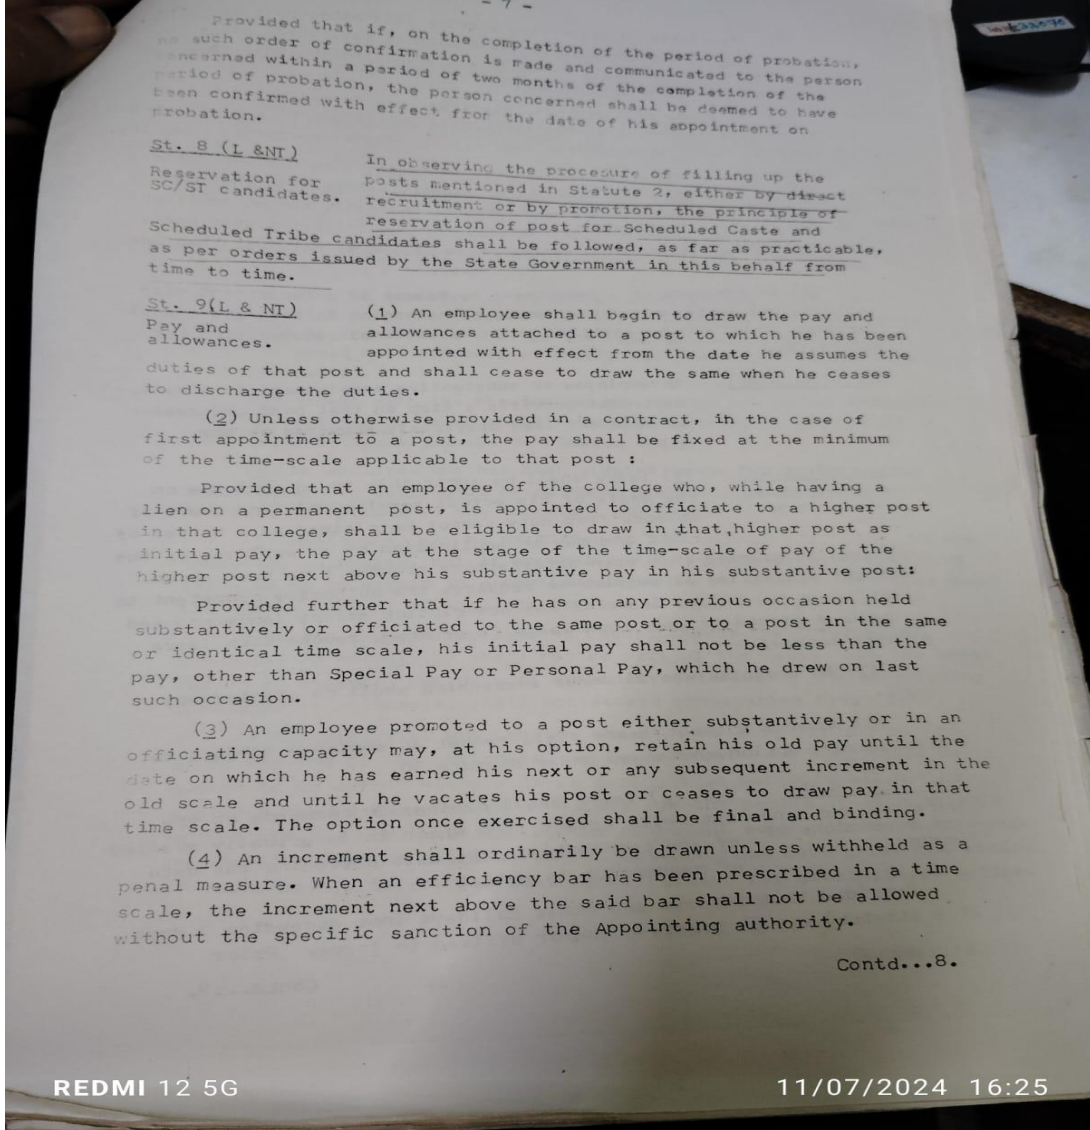 - 7 -
Provided that if, on the completion of the period of probation,
no such order of confirmation is made and communicated to the person
concerned within a period of two months of the completion of the
period of probation, the person concerned shall be deemed to have
been confirmed with effect from the date of his appointment on
probation.
St. 8 (L &NT)
Reservation for
SC/ST candidates.
In observing the procesure of filling up the
posts mentioned in Statute 2, either by direct
recruitment or by promotion, the principle of
reservation of post for Scheduled Caste and
Scheduled Tribe candidates shall be followed, as far as practicable,
as per orders issued by the State Government in this behalf from
time to time.
St. 9(L & NT)
Pay and
allowances.
(1) An employee shall begin to draw the pay and
allowances attached to a post to which he has been
appointed with effect from the date he assumes the
duties of that post and shall cease to draw the same when he ceases
to discharge the duties.
(2) Unless otherwise provided in a contract, in the case of
first appointment to a post, the pay shall be fixed at the minimum
of the time-scale applicable to that post :
Provided that an employee of the college who, while having a
lien on a permanent post, is appointed to officiate to a higher post
in that college, shall be eligible to draw in that higher post as
initial pay, the pay at the stage of the time-scale of pay of the
higher post next above his substantive pay in his substantive post:
Provided further that if he has on any previous occasion held
substantively or officiated to the same post or to a post in the same
or identical time scale, his initial pay shall not be less than the
pay, other than Special Pay or Personal Pay, which he drew on last
such occasion.
(3) An employee promoted to a post either substantively or in an
officiating capacity may, at his option, retain his old pay until the
date on which he has earned his next or any subsequent increment in the
old scale and until he vacates his post or ceases to draw pay in that
time scale. The option once exercised shall be final and binding.
(4) An increment shall ordinarily be drawn unless withheld as a
penal measure. When an efficiency bar has been prescribed in a time
scale, the increment next above the said bar shall not be allowed
without the specific sanction of the Appointing authority.
Contd...8.
REDMI 12 5G
11/07/2024 16:25